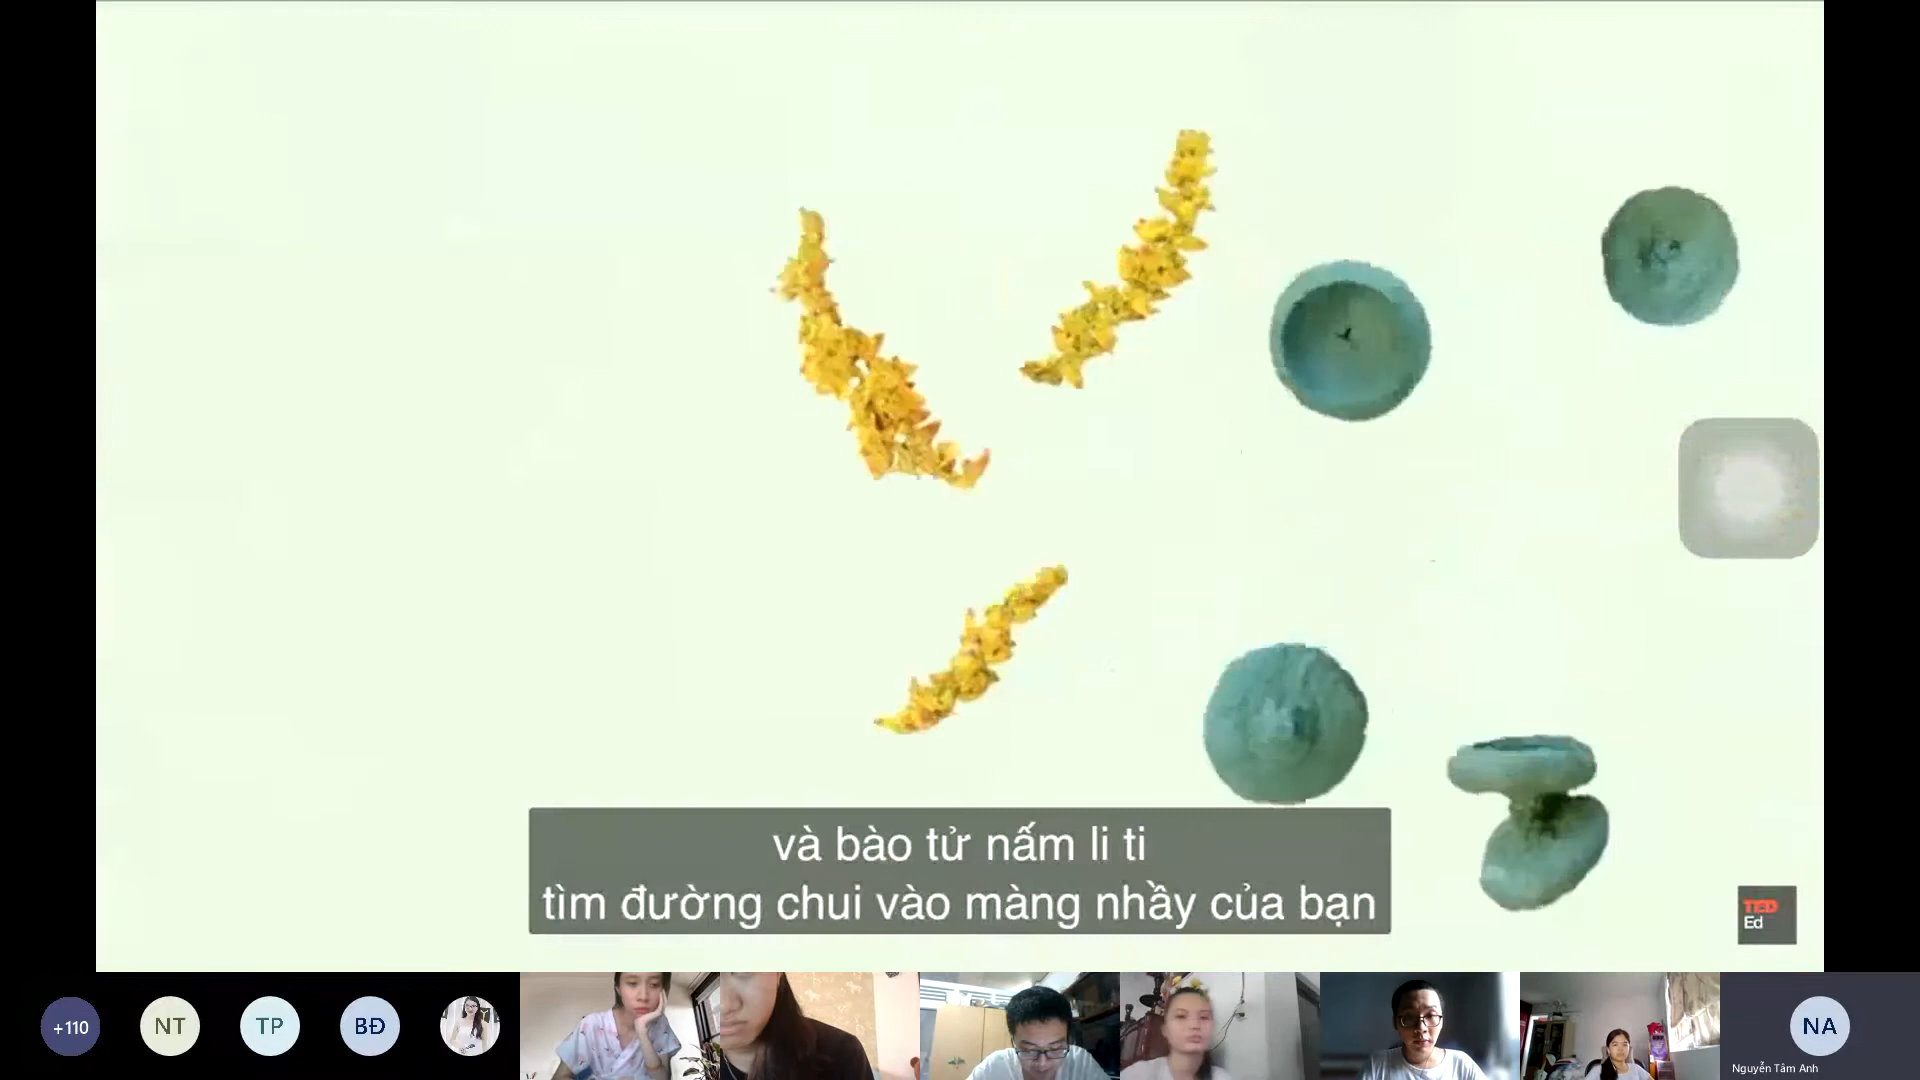 và bào tử nấm li ti
tìm đường chui vào màng nhầy của bạn
TED
Ed
+110
NT
TP
BĐ
NA
Nguyễn Tâm Anh